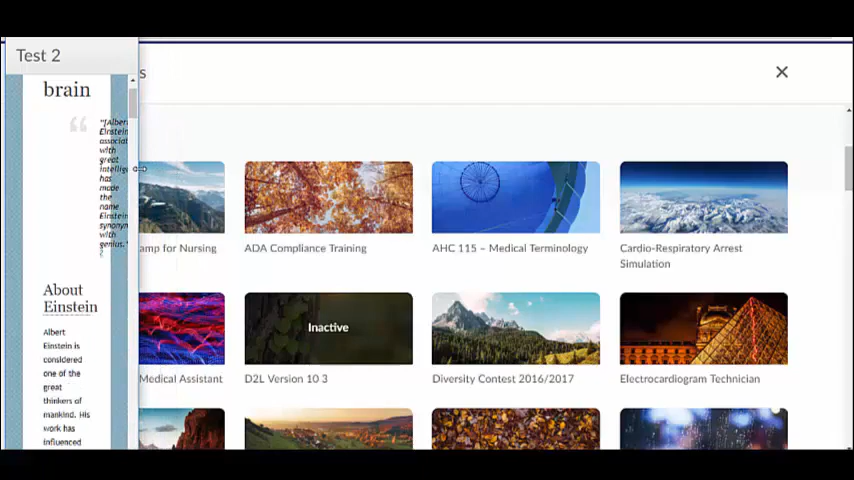 Test 2
s
brain
“
"[Alber
Einstein
associat
with
great
intellig
has
made
the
name
Einstein
synonym
with
genius."
2
About
Einstein
Albert
Einstein is
considered
one of the
great
thinkers of
mankind. His
work has
influenced
amp for Nursing
ADA Compliance Training
AHC 115 – Medical Terminology
Cardio-Respiratory Arrest
Simulation
Inactive
Medical Assistant
D2L Version 10 3
Diversity Contest 2016/2017
Electrocardiogram Technician